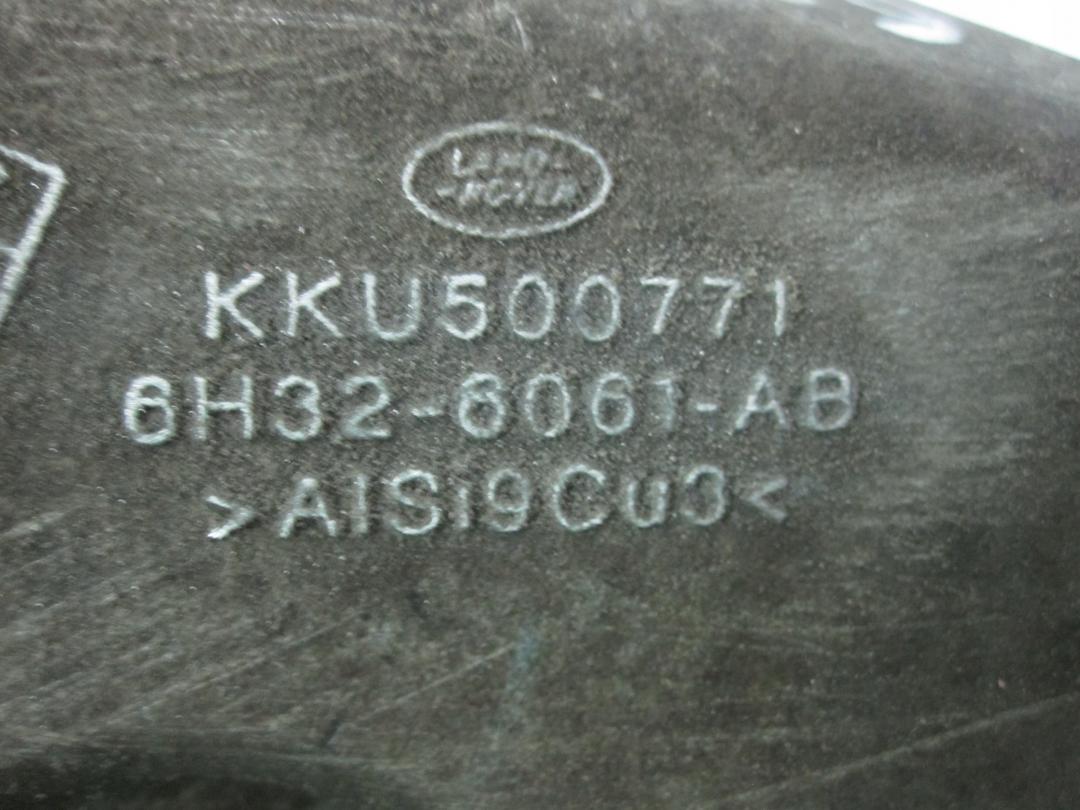 LAND-
-ROVER
KKU500771
6H32-6061-AB
>AlSi9Cu3<